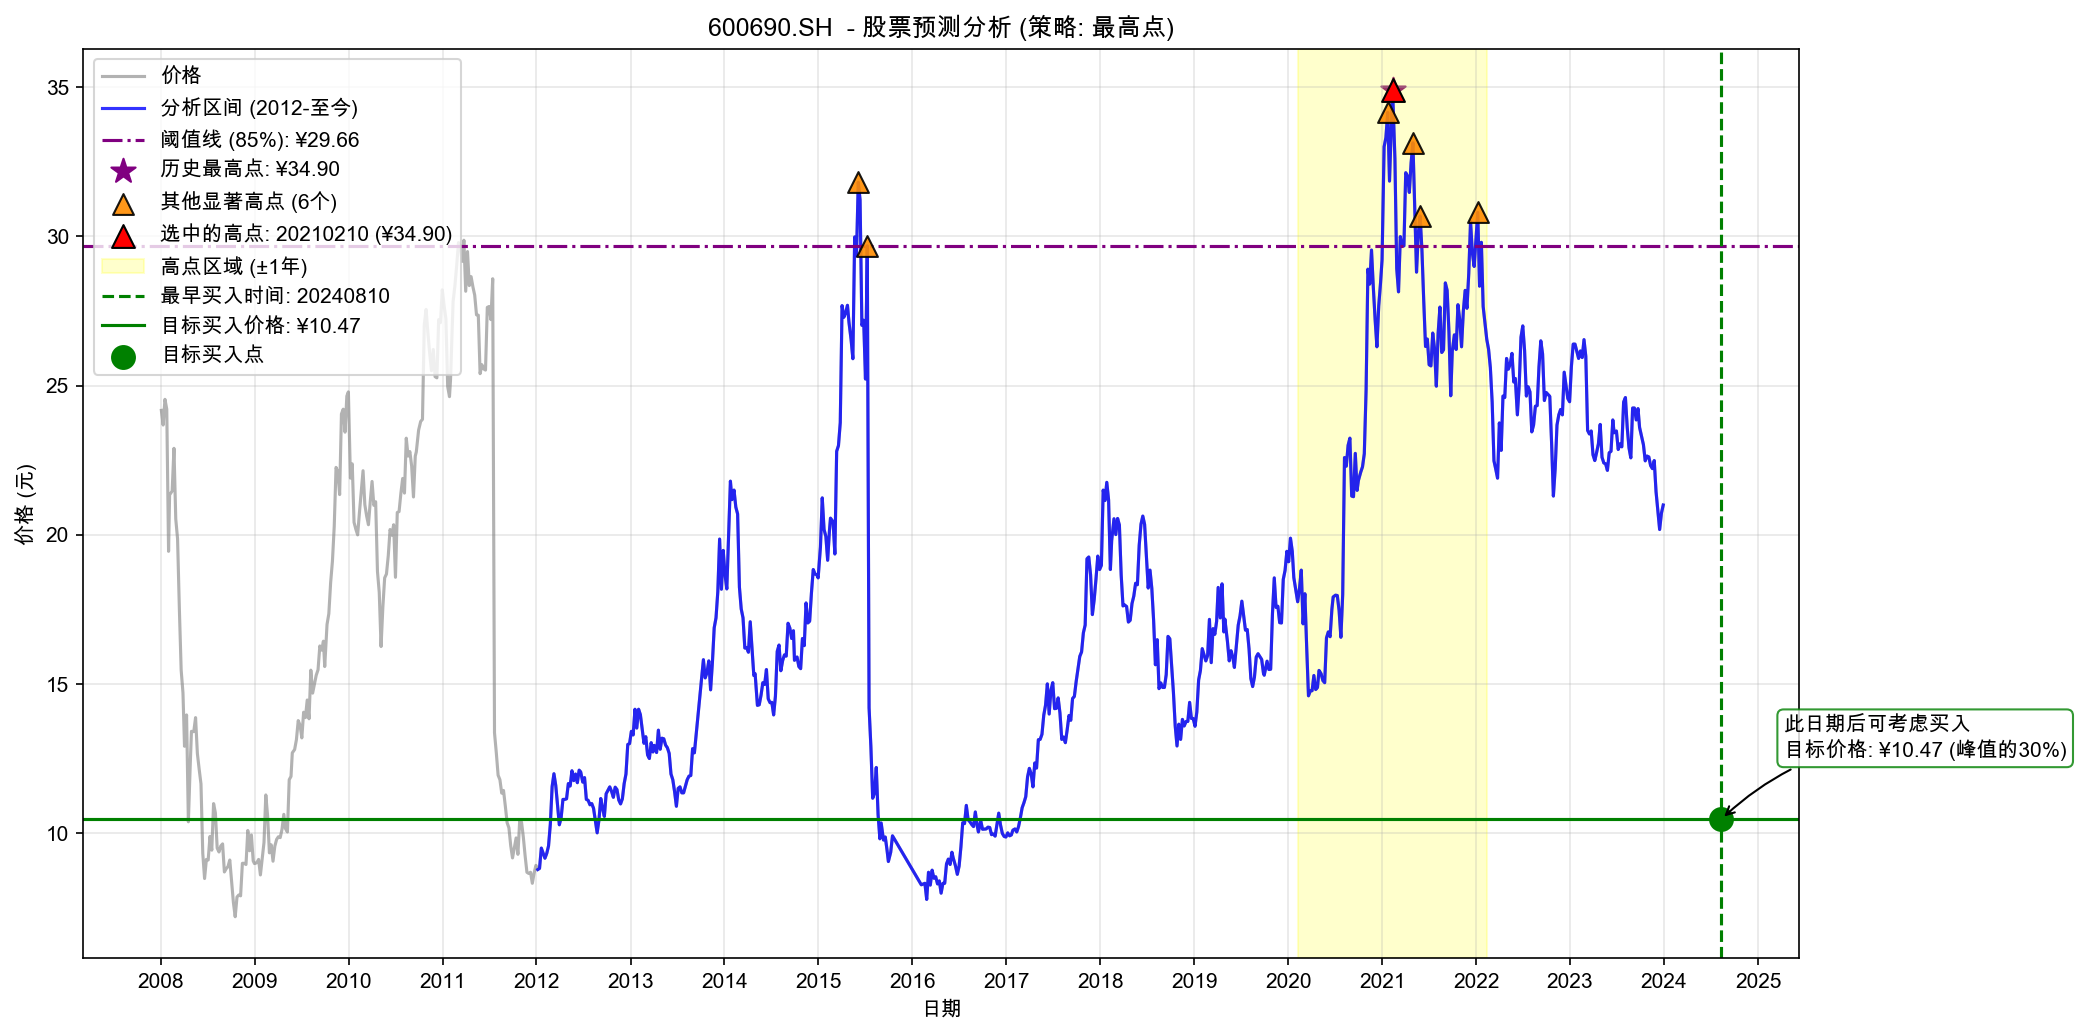 600690.SH  - 股票预测分析 (策略: 最高点)
价格
分析区间 (2012-至今)
阈值线 (85%): ¥29.66
历史最高点: ¥34.90
其他显著高点 (6个)
选中的高点: 20210210 (¥34.90)
高点区域 (±1年)
最早买入时间: 20240810
目标买入价格: ¥10.47
目标买入点
35
30
25
20
15
10
价格 (元)
此日期后可考虑买入
目标价格: ¥10.47 (峰值的30%)
2008 2009 2010 2011 2012 2013 2014 2015 2016 2017 2018 2019 2020 2021 2022 2023 2024 2025
日期